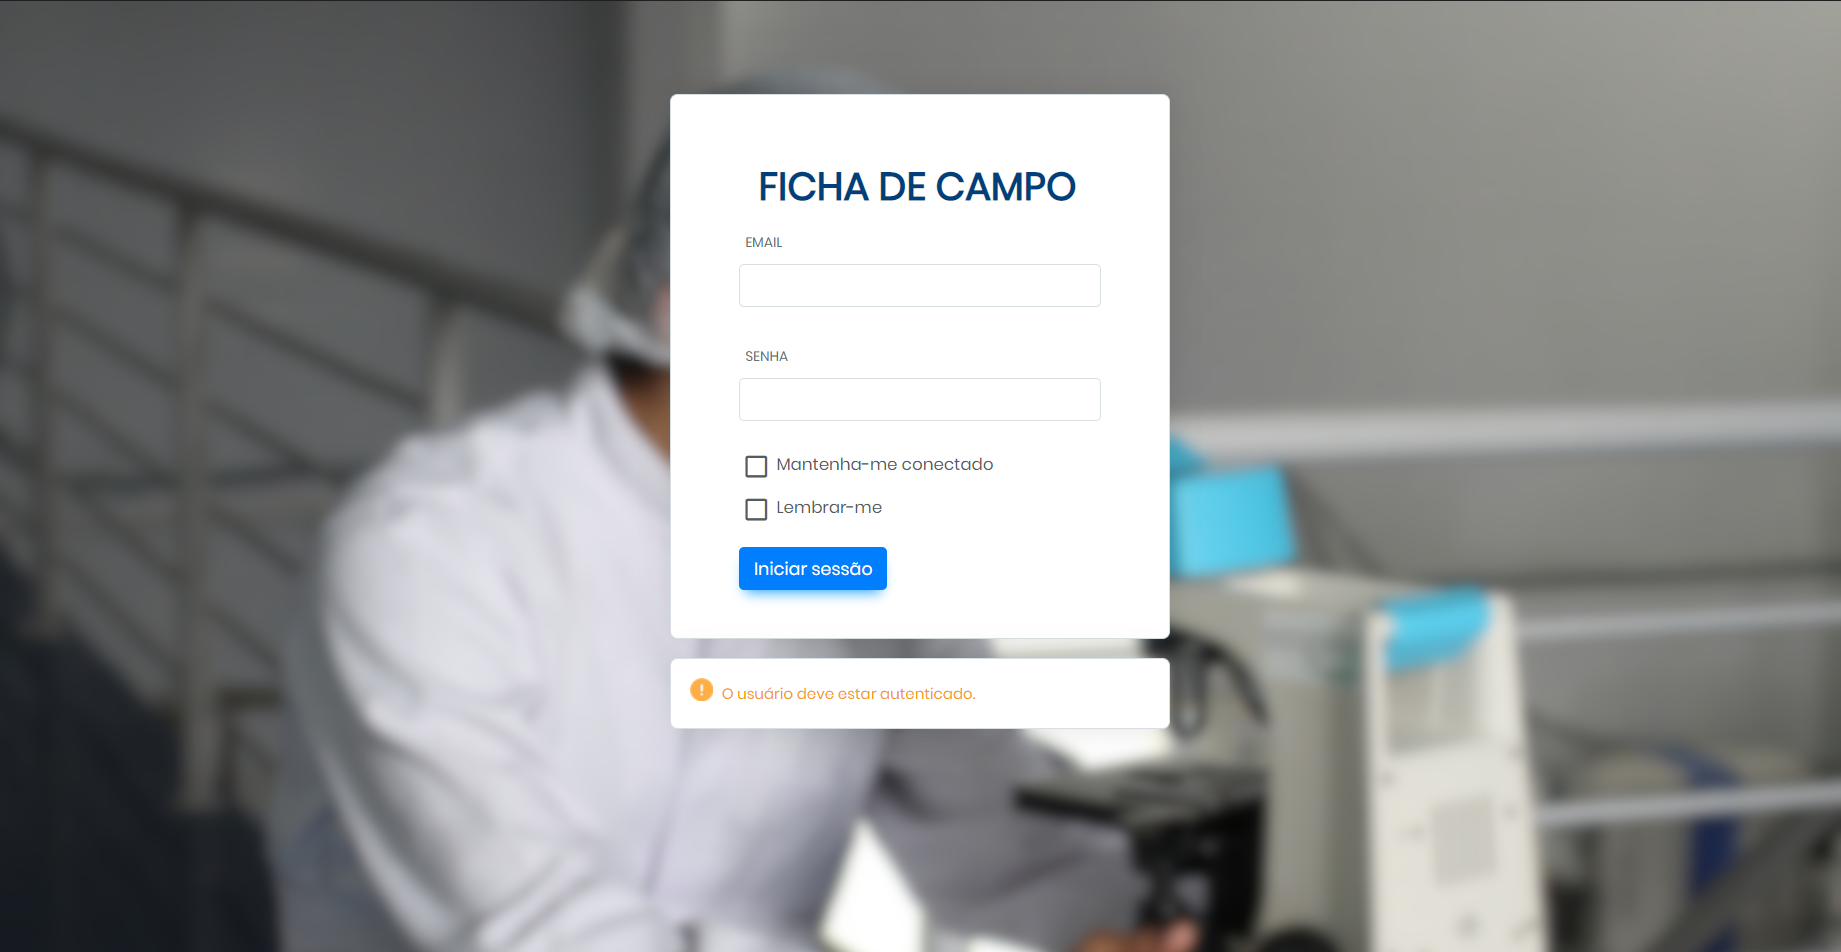 FICHA DE CAMPO
EMAIL
SENHA
Mantenha-me conectado
Lembrar-me
Iniciar sessão
O usuário deve estar autenticado.